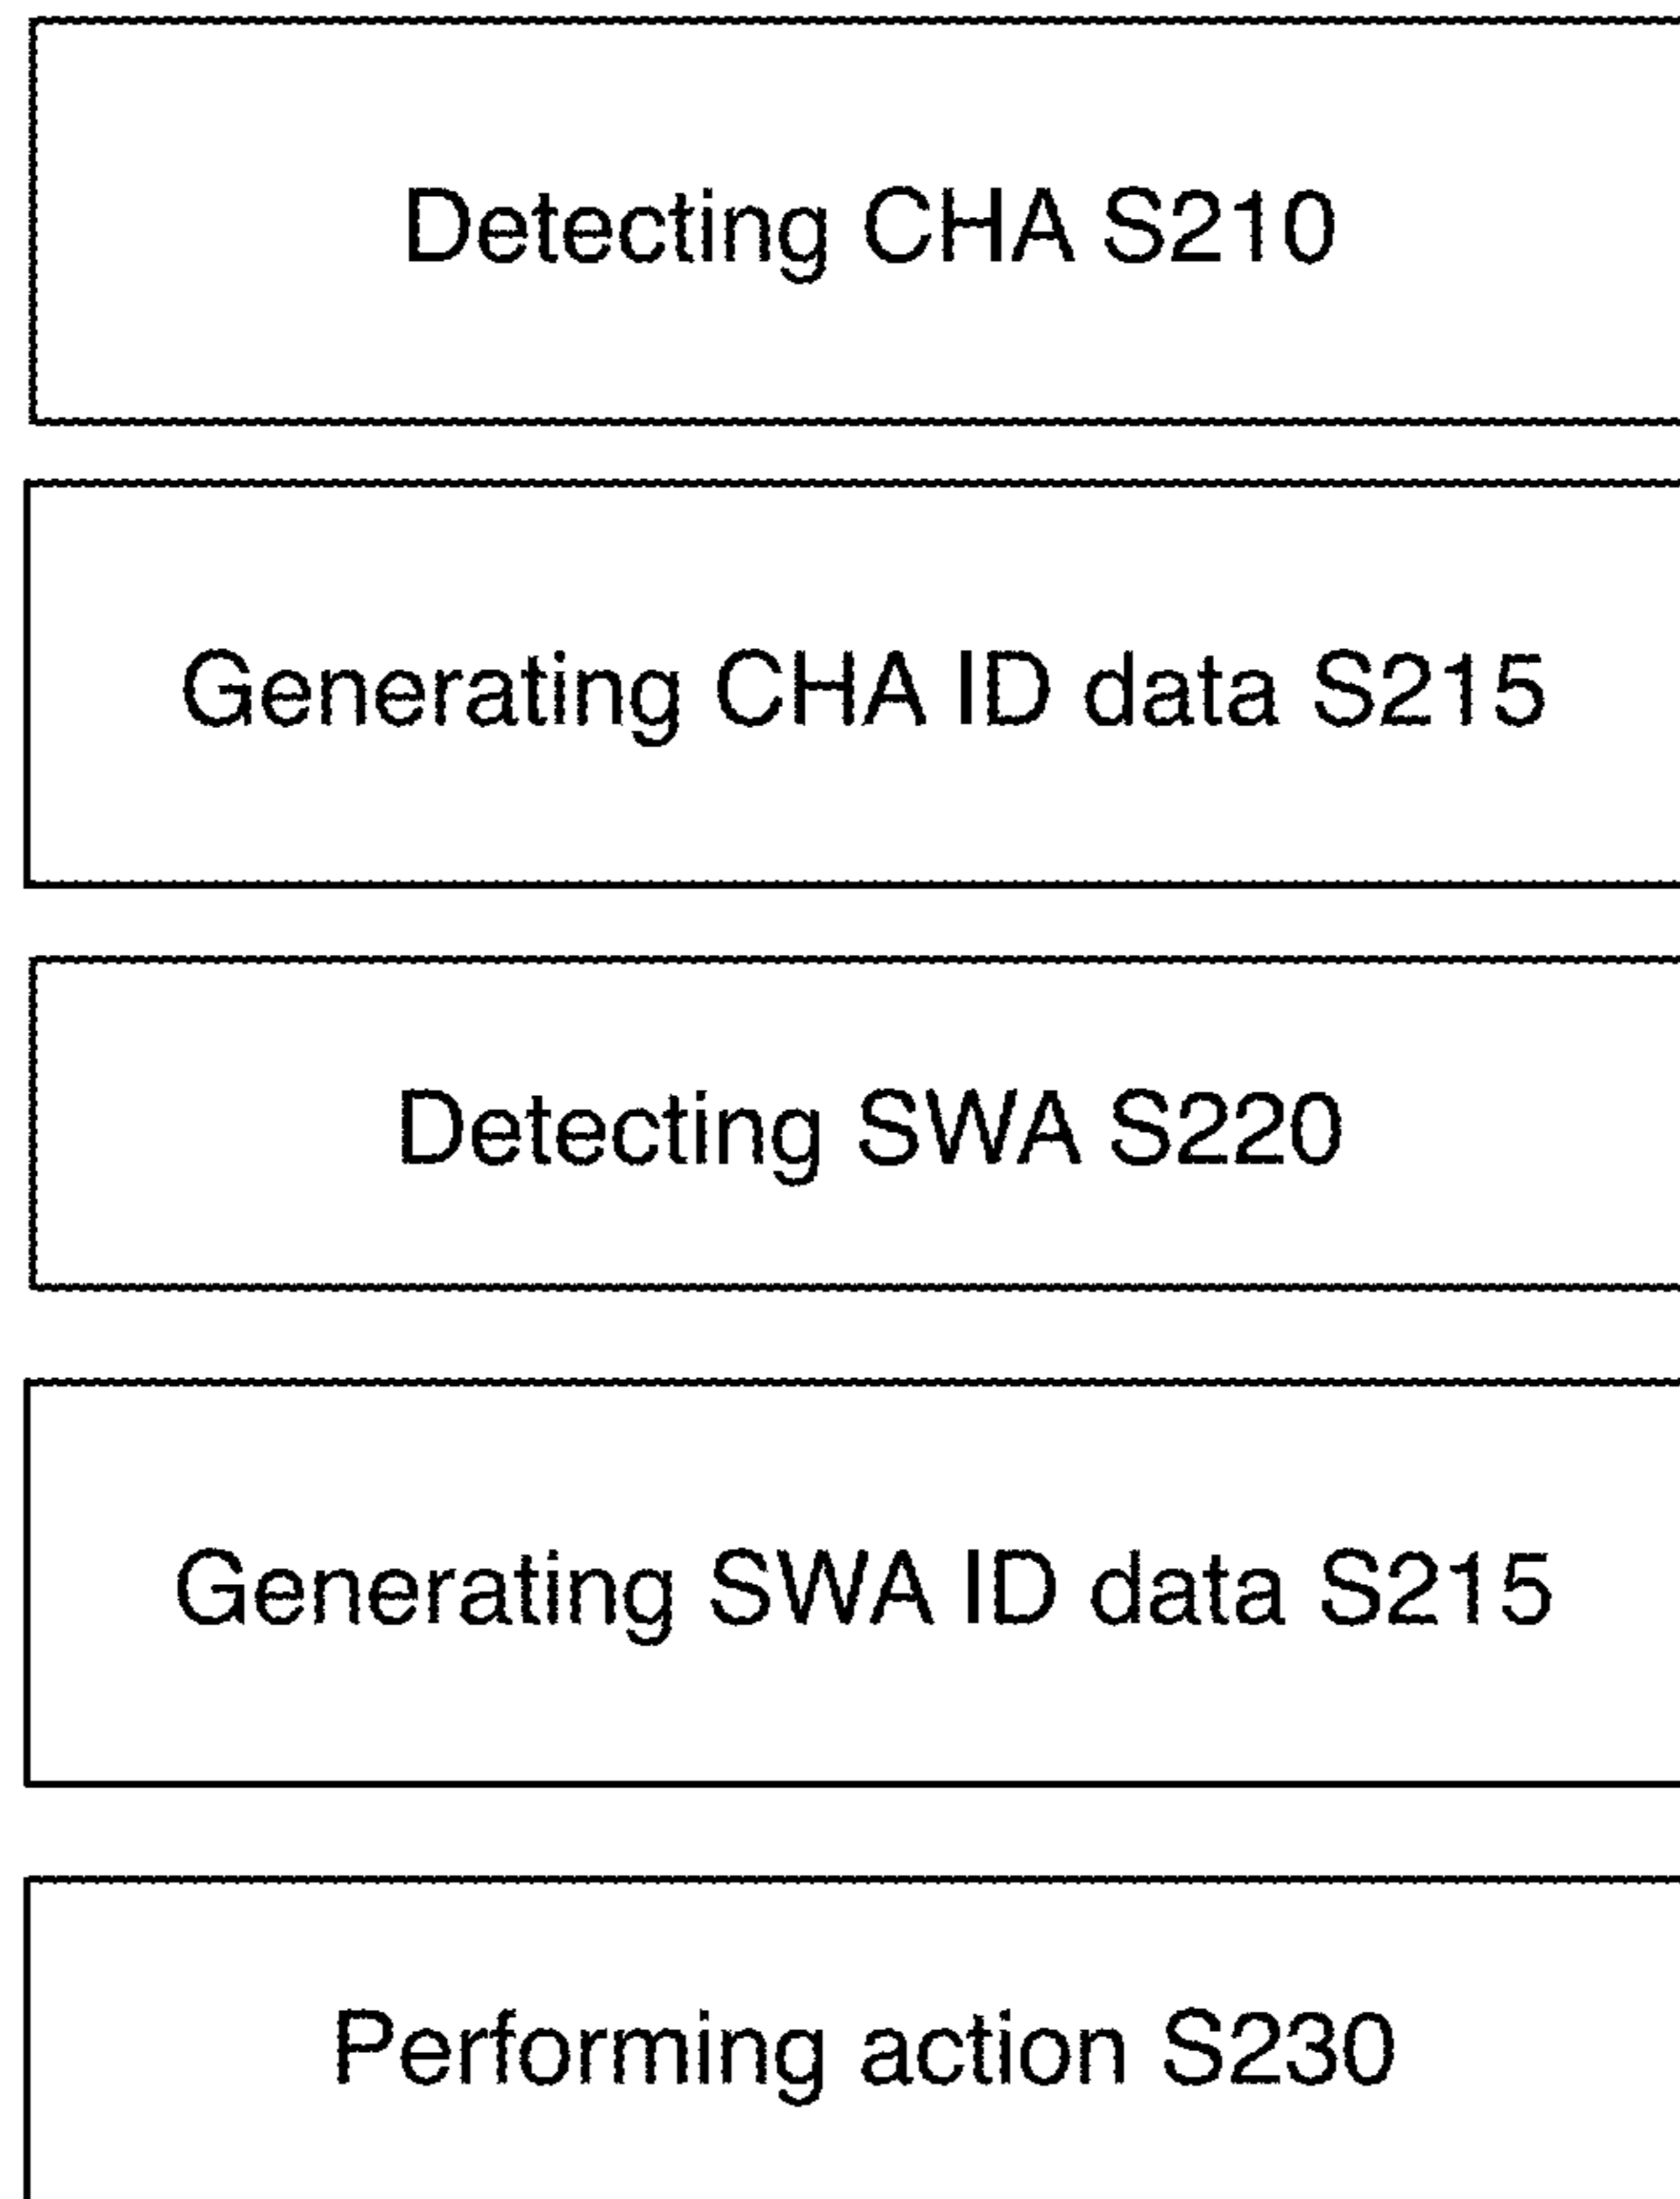 Detecting CHA S210
Generating CHA ID data S215
Detecting SWA S220
Generating SWA ID data S215
Performing action S230